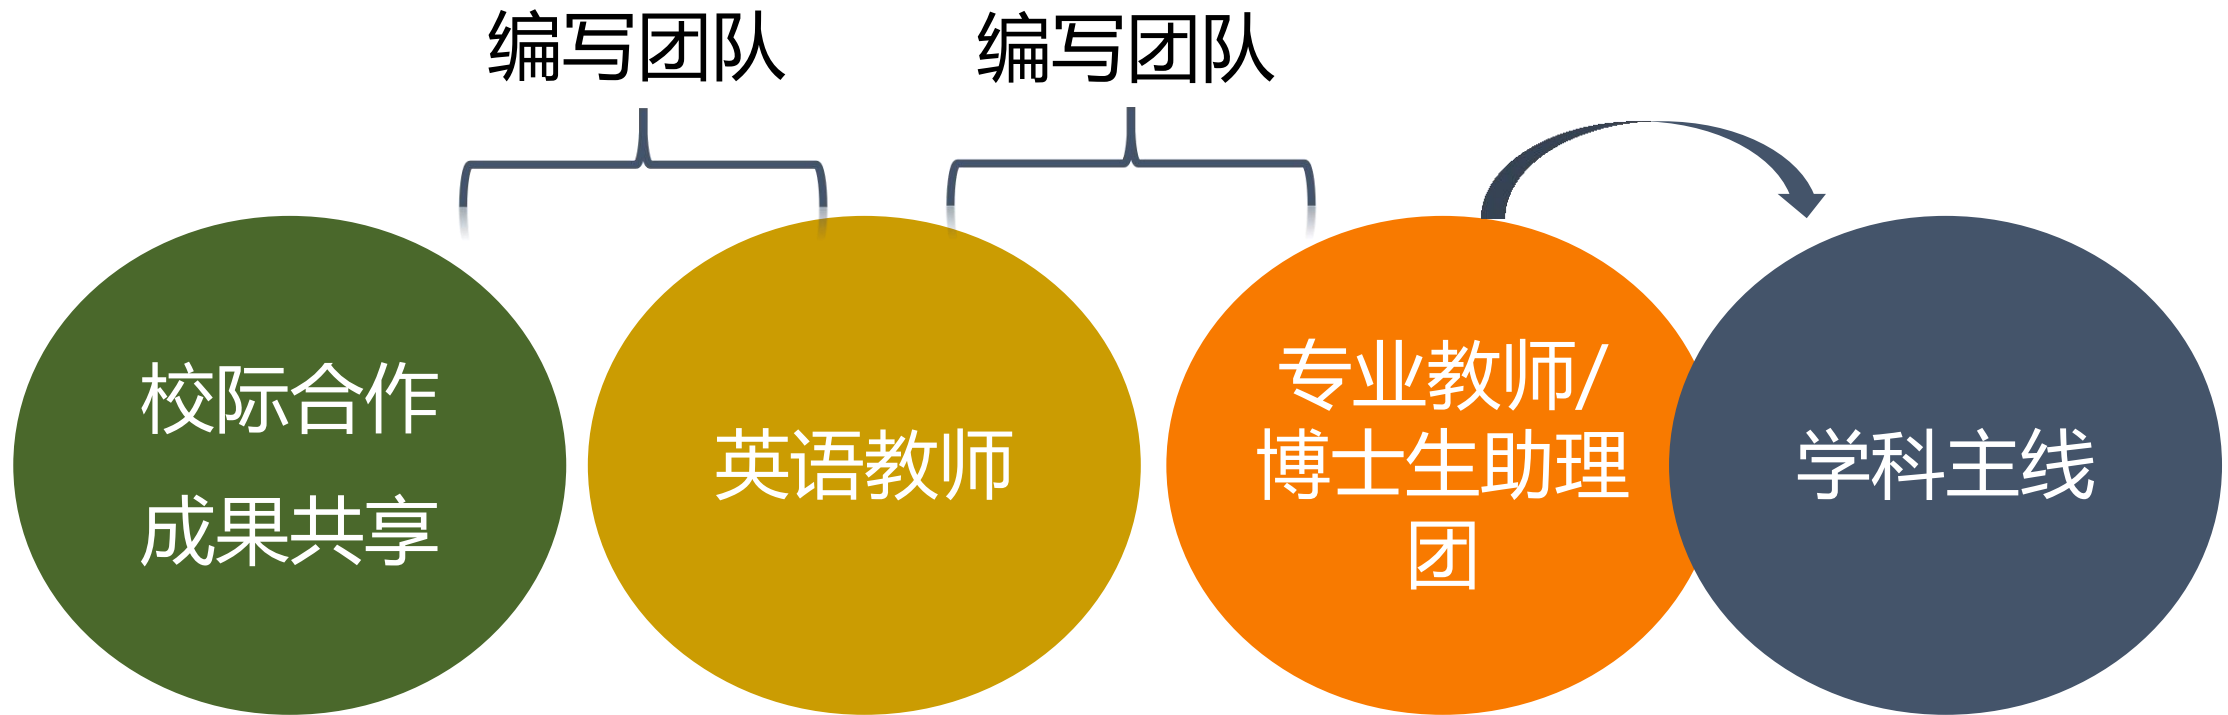 编写团队
编写团队
校际合作
成果共享
英语教师
专业教师/
博士生助理
团
学科主线